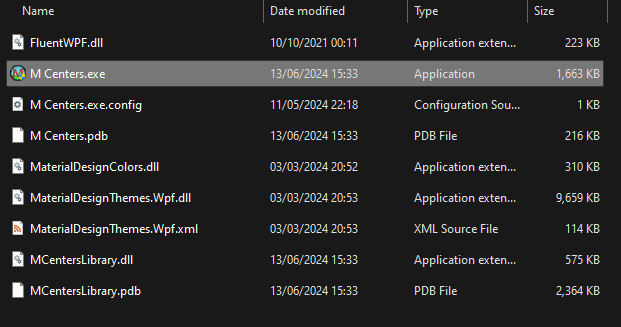 Name Date modified Type Size
FluentWPF.dll 10/10/2021 00:11 Application exten... 223 KB
M Centers.exe 13/06/2024 15:33 Application 1,663 KB
M Centers.exe.config 11/05/2024 22:18 Configuration Sou... 1 KB
M Centers.pdb 13/06/2024 15:33 PDB File 216 KB
MaterialDesignColors.dll 03/03/2024 20:52 Application exten... 310 KB
MaterialDesignThemes.Wpf.dll 03/03/2024 20:53 Application exten... 9,659 KB
MaterialDesignThemes.Wpf.xml 03/03/2024 20:53 XML Source File 114 KB
MCentersLibrary.dll 13/06/2024 15:33 Application exten... 575 KB
MCentersLibrary.pdb 13/06/2024 15:33 PDB File 2,364 KB